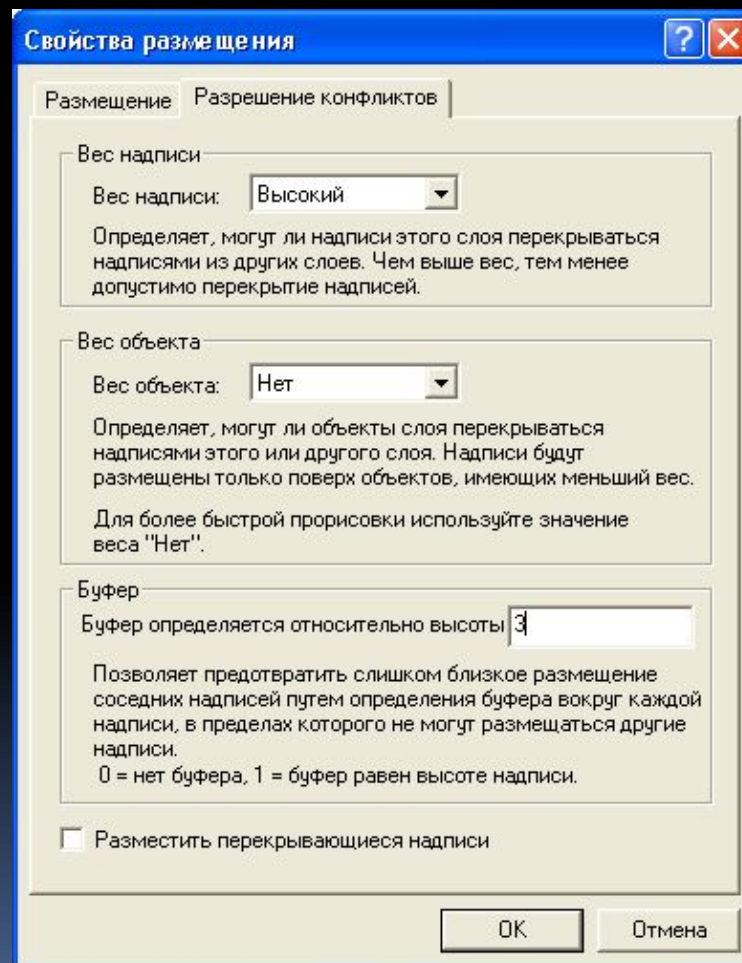 Свойства размещения
Размещение
Разрешение конфликтов
Вес надписи
Вес надписи: Высокий
Определяет, могут ли надписи этого слоя перекрываться
надписями из других слоев. Чем выше вес, тем менее
допустимо перекрытие надписей.
Вес объекта
Вес объекта: Нет
Определяет, могут ли объекты слоя перекрываться
надписями этого или другого слоя. Надписи будут
размещены только поверх объектов, имеющих меньший вес.
Для более быстрой прорисовки используйте значение
веса "Нет".
Буфер
Буфер определяется относительно высоты 3
Позволяет предотвратить слишком близкое размещение
соседних надписей путем определения буфера вокруг каждой
надписи, в пределах которого не могут размещаться другие
надписи.
0 = нет буфера, 1 = буфер равен высоте надписи.
Разместить перекрывающиеся надписи
OK
Отмена